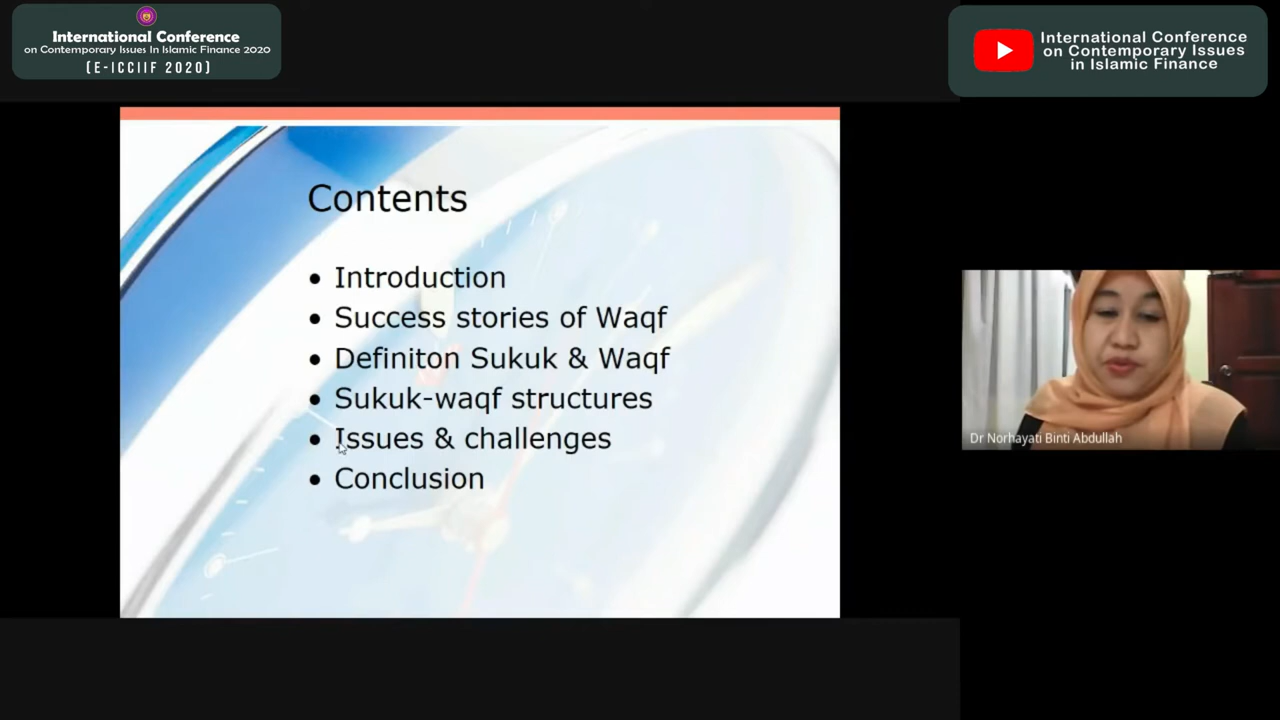 International Conference
on Contemporary Issues In Islamic Finance 2020
(E-ICCIIF 2020)
International Conference
on Contemporary Issues
in Islamic Finance
Contents
• Introduction
• Success stories of Waqf
• Definiton Sukuk & Waqf
• Sukuk-waqf structures
• Issues & challenges
• Conclusion
Dr Norhayati Binti Abdullah